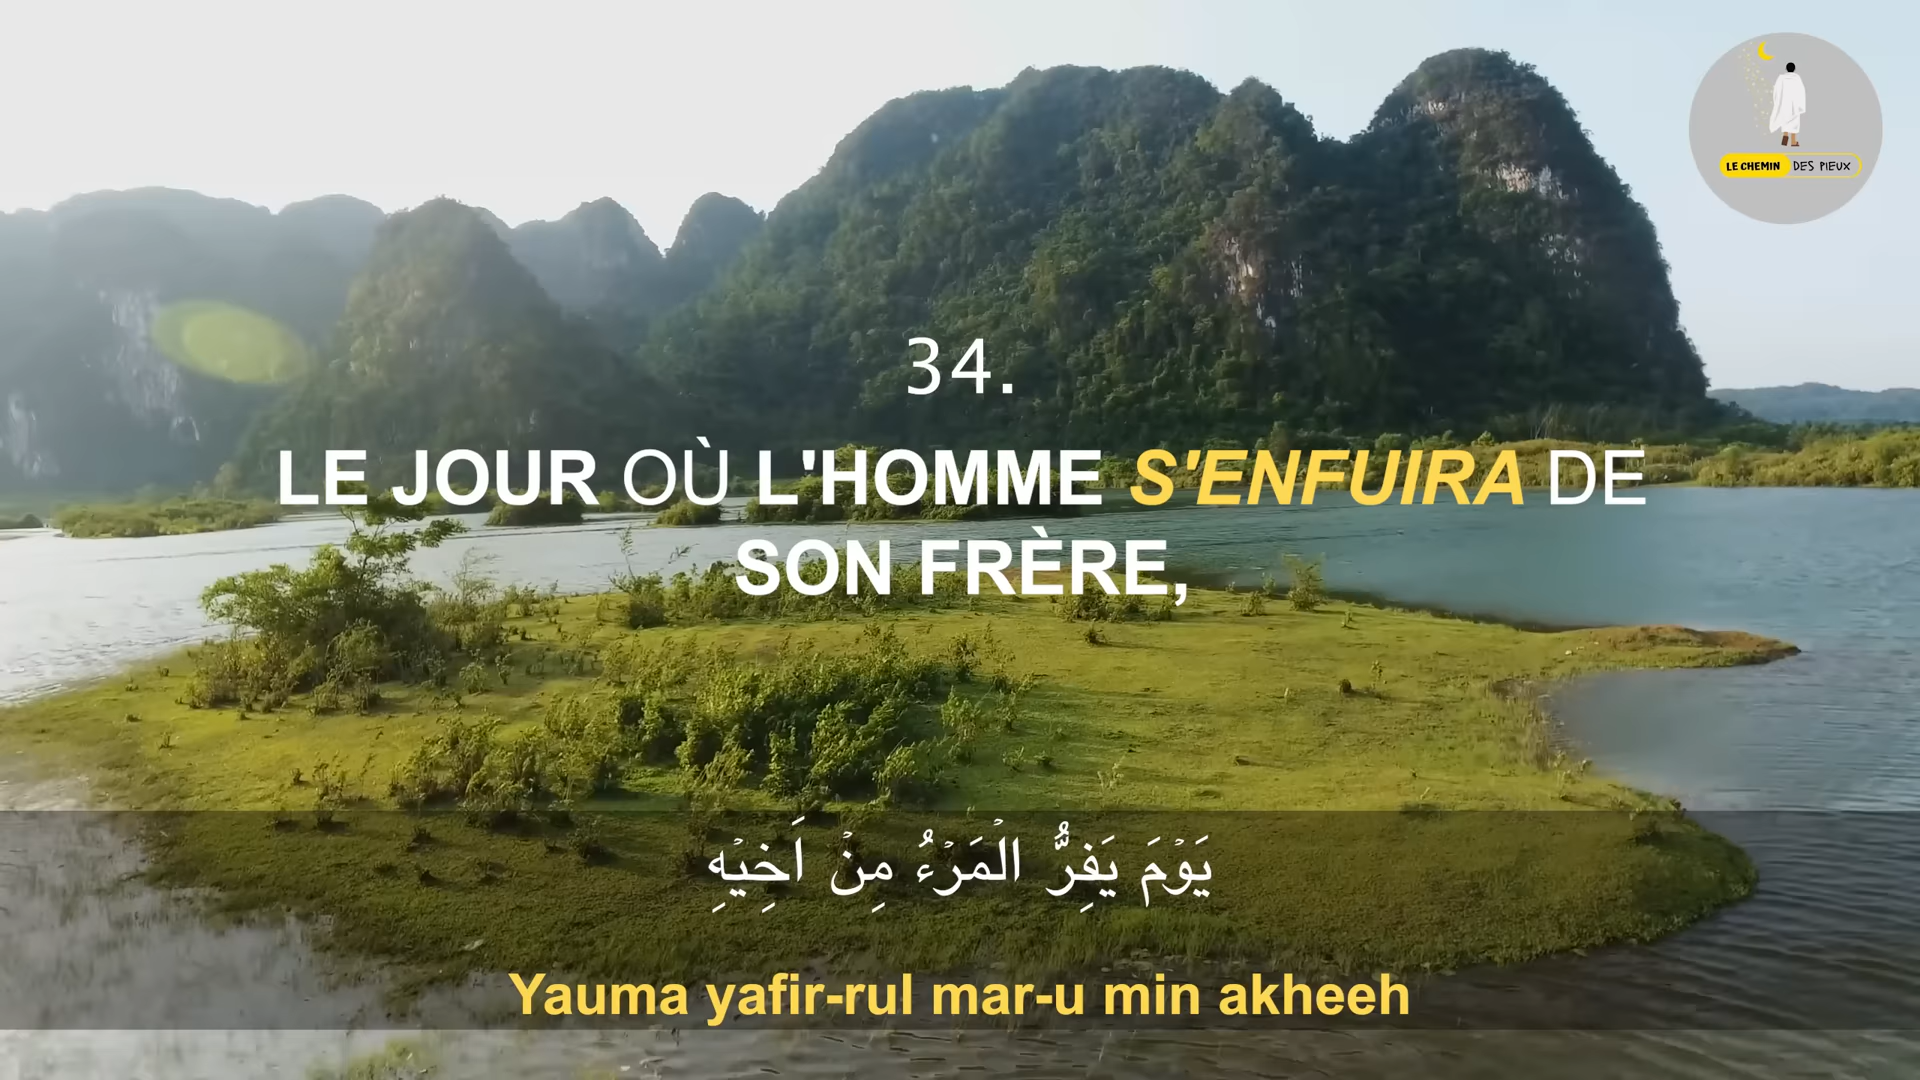 LE CHEMIN DES PIEUX
34.
LE JOUR OÙ L'HOMME S'ENFUIRA DE
SON FRÈRE,
يَوْمَ يَفِرُّ الْمَرْءُ مِنْ اَخِيْهِ
Yauma yafir-rul mar-u min akheeh